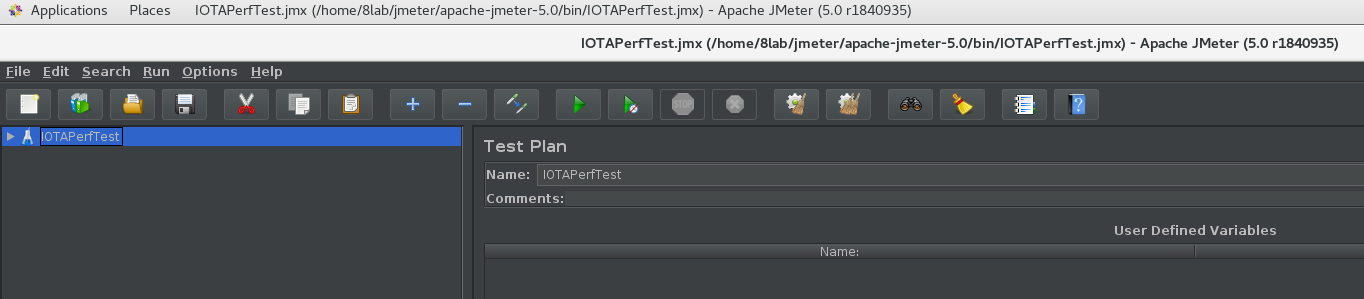 Applications Places IOTAPerfTest.jmx (/home/8lab/jmeter/apache-jmeter-5.0/bin/IOTAPerfTest.jmx) - Apache JMeter (5.0 r1840935)
IOTAPerfTest.jmx (/home/8lab/jmeter/apache-jmeter-5.0/bin/IOTAPerfTest.jmx) - Apache JMeter (5.0 r1840935)
File Edit Search Run Options Help
STOP
IOTAPerfTest
Test Plan
Name: IOTAPerfTest
Comments:
User Defined Variables
Name: